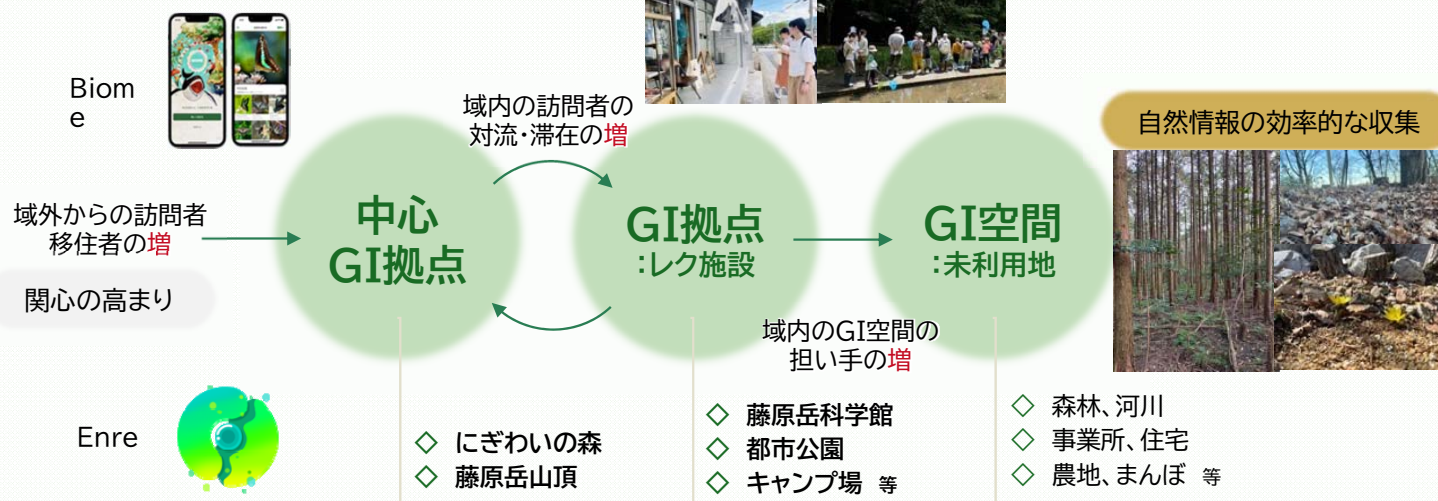 Biom
e
域内の訪問者の
対流・滞在の増
自然情報の効率的な収集
域外からの訪問者
移住者の増
関心の高まり
中心
GI拠点
GI拠点
:レク施設
GI空間
:未利用地
域内のGI空間の
担い手の増
Enre
◇ にぎわいの森
◇ 藤原岳山頂
◇ 藤原岳科学館
◇ 都市公園
◇ キャンプ場 等
◇ 森林、河川
◇ 事業所、住宅
◇ 農地、まんぼ 等